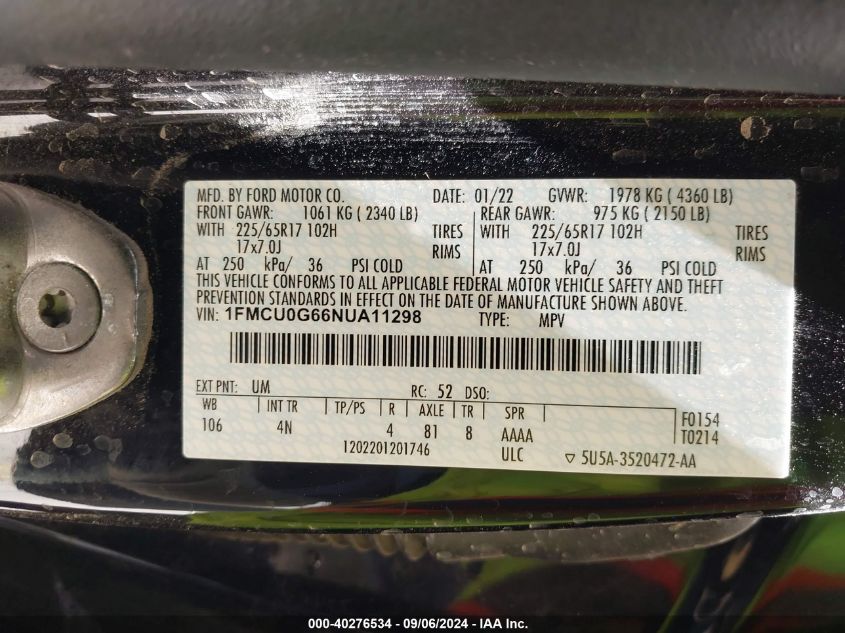 MFD. BY FORD MOTOR CO. DATE: 01/22 GVWR: 1978 KG ( 4360 LB)
FRONT GAWR: 1061 KG ( 2340 LB) REAR GAWR: 975 KG ( 2150 LB)
WITH 225/65R17 102H TIRES WITH 225/65R17 102H TIRES
17x7.0J RIMS 17x7.0J RIMS
AT 250 kPa/ 36 PSI COLD AT 250 kPa/ 36 PSI COLD
THIS VEHICLE CONFORMS TO ALL APPLICABLE FEDERAL MOTOR VEHICLE SAFETY AND THEFT
PREVENTION STANDARDS IN EFFECT ON THE DATE OF MANUFACTURE SHOWN ABOVE.
VIN: 1FMCU0G66NUA11298 TYPE: MPV
EXT PNT: UM RC: 52 DSO:
WB INT TR TP/PS R AXLE TR SPR F0154
106 4N 4 81 8 AAAA T0214
1202201201746 ULC ▽ 5U5A-3520472-AA
000-40276534 - 09/06/2024 - IAA Inc.